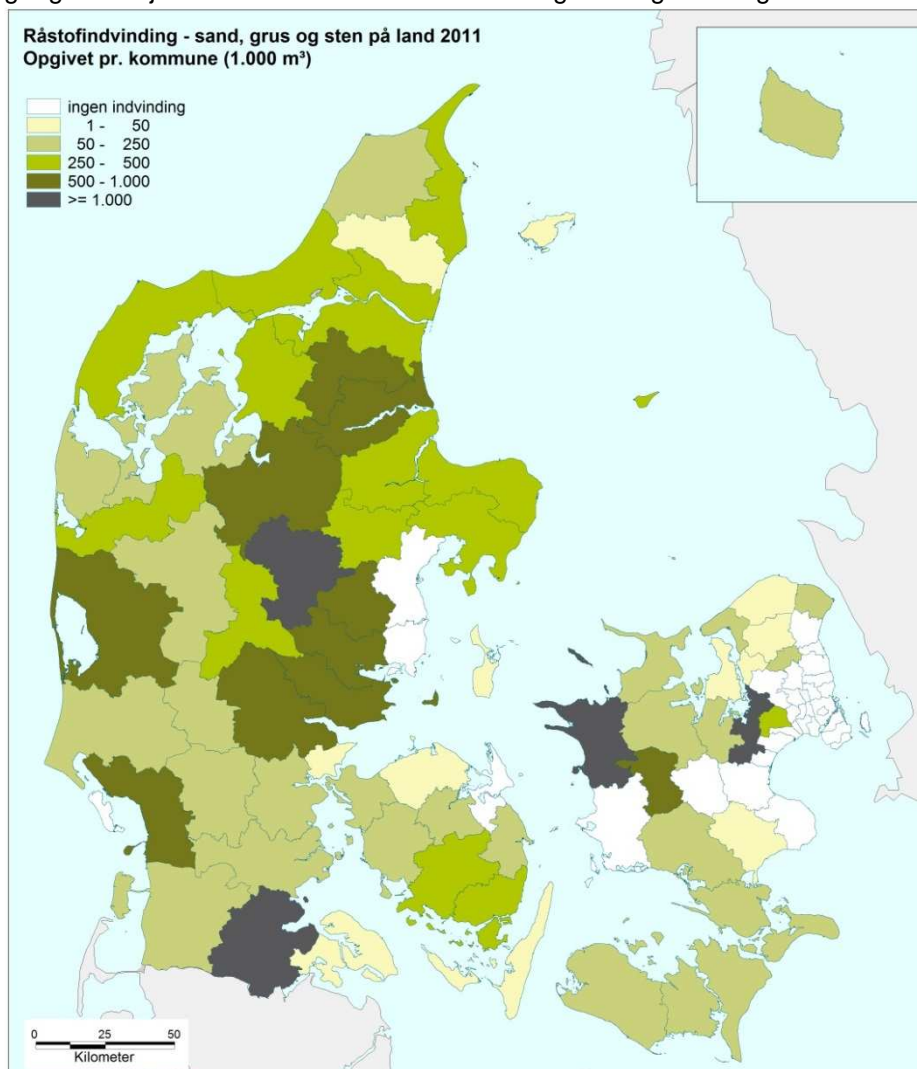 Råstofindvinding - sand, grus og sten på land 2011
Opgivet pr. kommune (1.000 m³)
ingen indvinding
1 - 50
50 - 250
250 - 500
500 - 1.000
>= 1.000
0 25 50
Kilometer